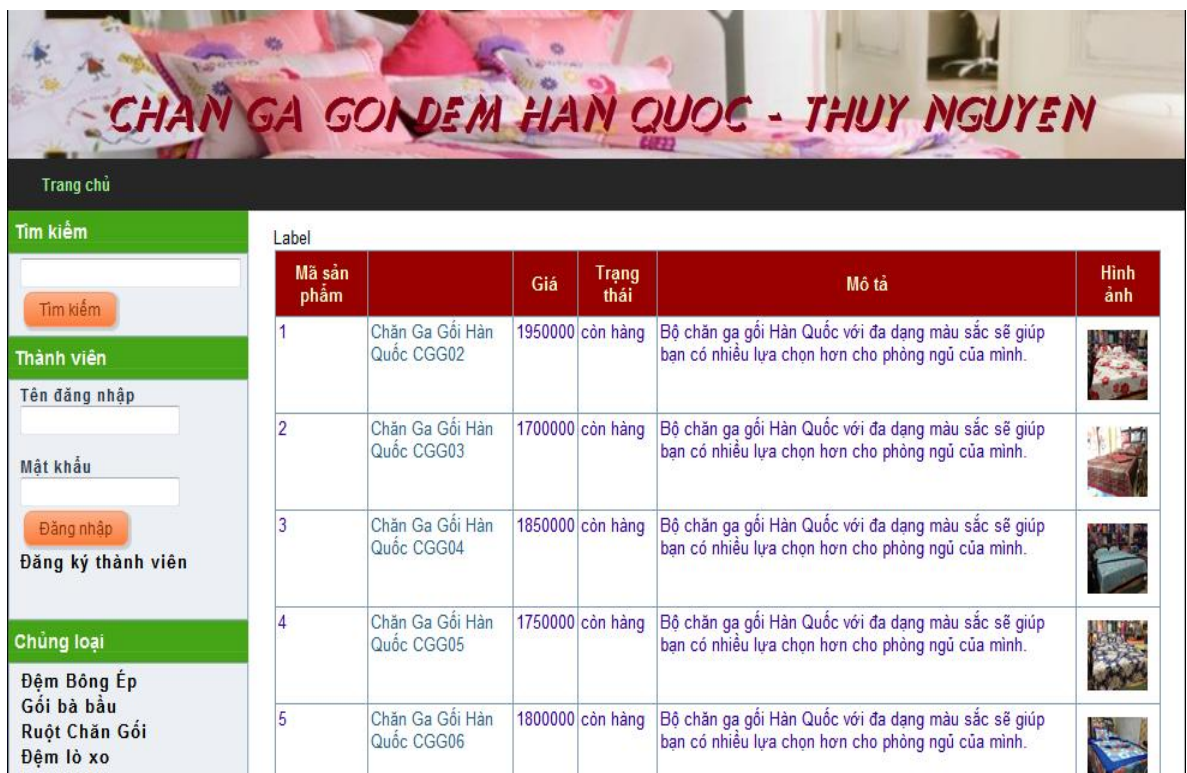 CHAN GA GOI DEM HAN QUOC - THUY NGUYEN
Trang chủ
Tìm kiếm
Tìm kiếm
Thành viên
Tên đăng nhập
Mật khẩu
Đăng nhập
Đăng ký thành viên
Chủng loại
Đệm Bông Ép
Gối bà bầu
Ruột Chăn Gối
Đệm lò xo
Label
Mã sản phẩm Giá Trạng thái Mô tả Hình ảnh
1 Chăn Ga Gối Hàn 1950000 còn hàng Bộ chăn ga gối Hàn Quốc với đa dạng màu sắc sẽ giúp
Quốc CGG02 bạn có nhiều lựa chọn hơn cho phòng ngủ của mình.
2 Chăn Ga Gối Hàn 1700000 còn hàng Bộ chăn ga gối Hàn Quốc với đa dạng màu sắc sẽ giúp
Quốc CGG03 bạn có nhiều lựa chọn hơn cho phòng ngủ của mình.
3 Chăn Ga Gối Hàn 1850000 còn hàng Bộ chăn ga gối Hàn Quốc với đa dạng màu sắc sẽ giúp
Quốc CGG04 bạn có nhiều lựa chọn hơn cho phòng ngủ của mình.
4 Chăn Ga Gối Hàn 1750000 còn hàng Bộ chăn ga gối Hàn Quốc với đa dạng màu sắc sẽ giúp
Quốc CGG05 bạn có nhiều lựa chọn hơn cho phòng ngủ của mình.
5 Chăn Ga Gối Hàn 1800000 còn hàng Bộ chăn ga gối Hàn Quốc với đa dạng màu sắc sẽ giúp
Quốc CGG06 bạn có nhiều lựa chọn hơn cho phòng ngủ của mình.